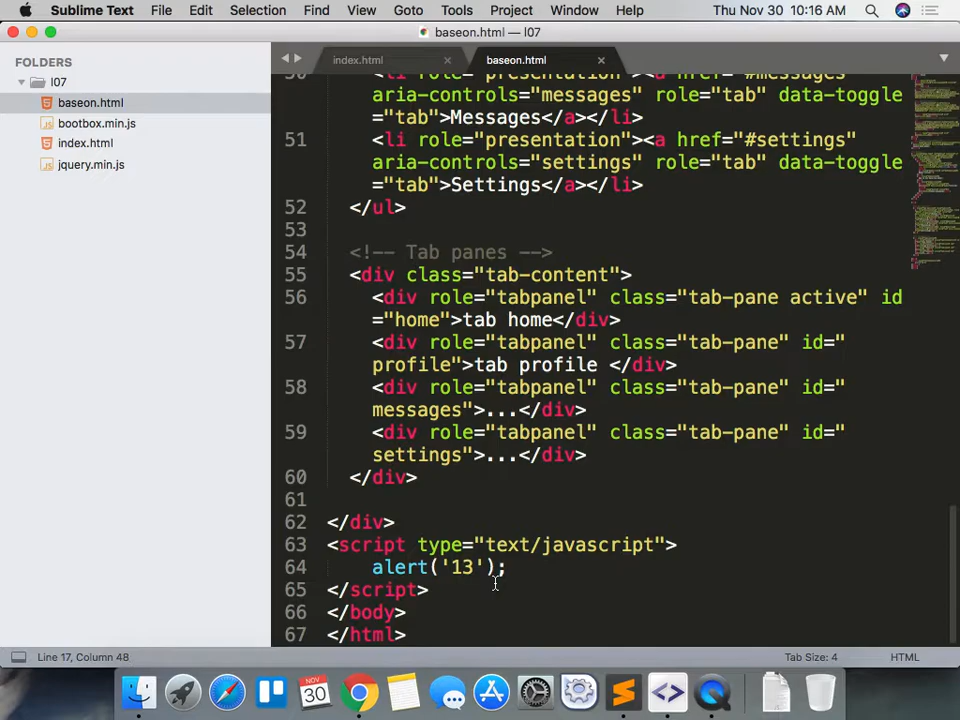 Sublime Text File Edit Selection Find View Goto Tools Project Window Help Thu Nov 30 10:16 AM
baseon.html — l07
FOLDERS
l07
baseon.html
bootbox.min.js
index.html
jquery.min.js
index.html ×
baseon.html ×
50 <li role="presentation"><a href="#messages"
aria-controls="messages" role="tab" data-toggle
="tab">Messages</a></li>
51 <li role="presentation"><a href="#settings"
aria-controls="settings" role="tab" data-toggle
="tab">Settings</a></li>
52 </ul>
53
54 <!-- Tab panes -->
55 <div class="tab-content">
56 <div role="tabpanel" class="tab-pane active" id
="home">tab home</div>
57 <div role="tabpanel" class="tab-pane" id="
profile">tab profile </div>
58 <div role="tabpanel" class="tab-pane" id="
messages">...</div>
59 <div role="tabpanel" class="tab-pane" id="
settings">...</div>
60 </div>
61
62 </div>
63 <script type="text/javascript">
64 alert('13');
65 </script>
66 </body>
67 </html>
Line 17, Column 48 Tab Size: 4 HTML
NOV
30